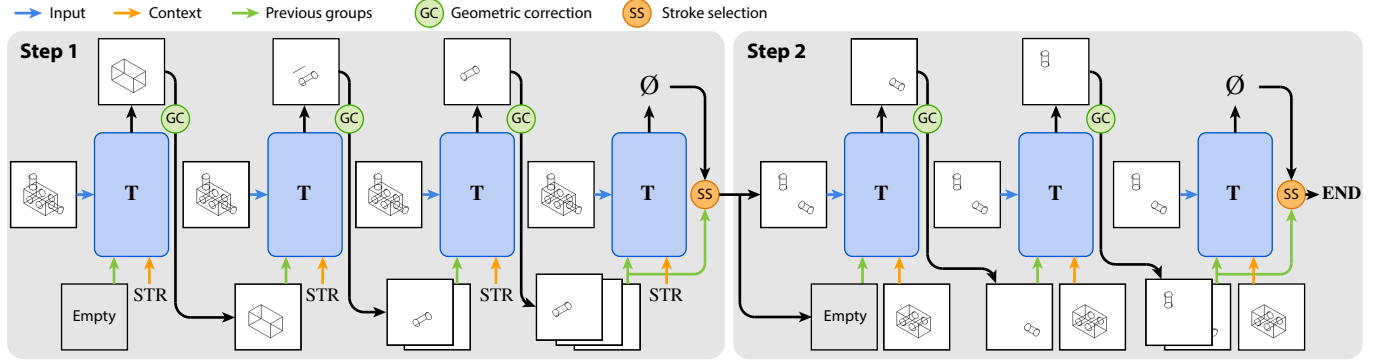 Input Context Previous groups GC Geometric correction SS Stroke selection
Step 1
Step 2
Ø
Ø
GC GC GC GC GC
T T T T T T T
SS SS END
STR STR STR STR
Empty
Empty